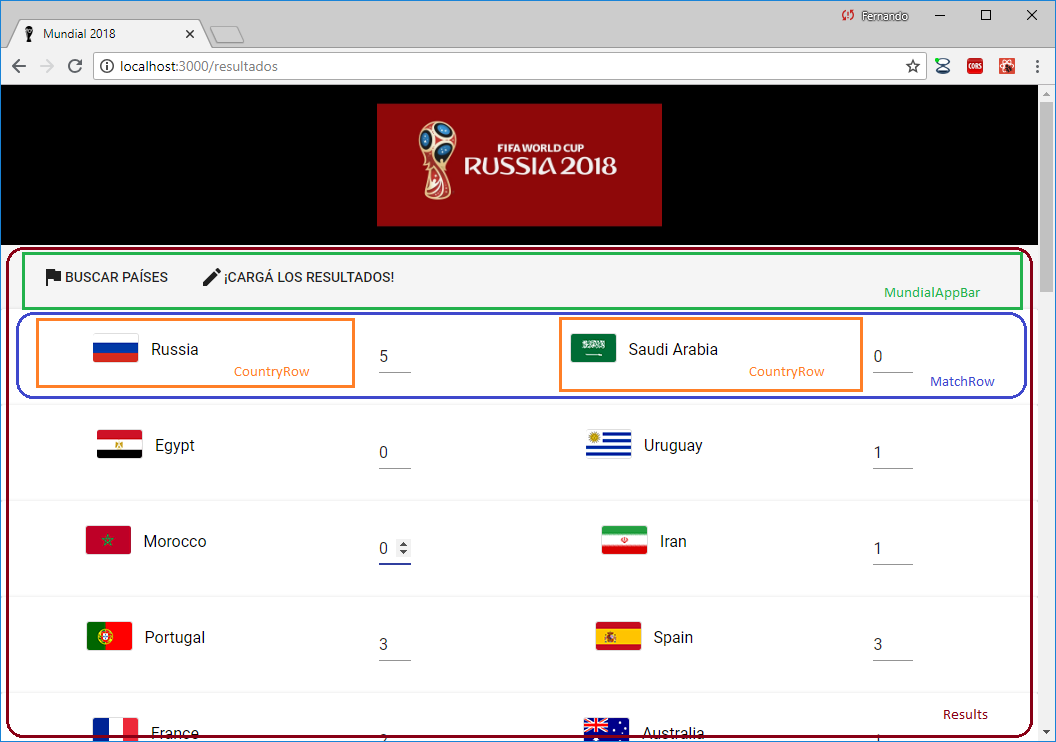 Mundial 2018
Fernando
localhost:3000/resultados
CORS
FIFA WORLD CUP
RUSSIA 2018
BUSCAR PAÍSES ¡CARGÁ LOS RESULTADOS!
MundialAppBar
Russia 5 Saudi Arabia 0
CountryRow CountryRow MatchRow
Egypt 0 Uruguay 1
Morocco 0 Iran 1
Portugal 3 Spain 3
Results
France Australia